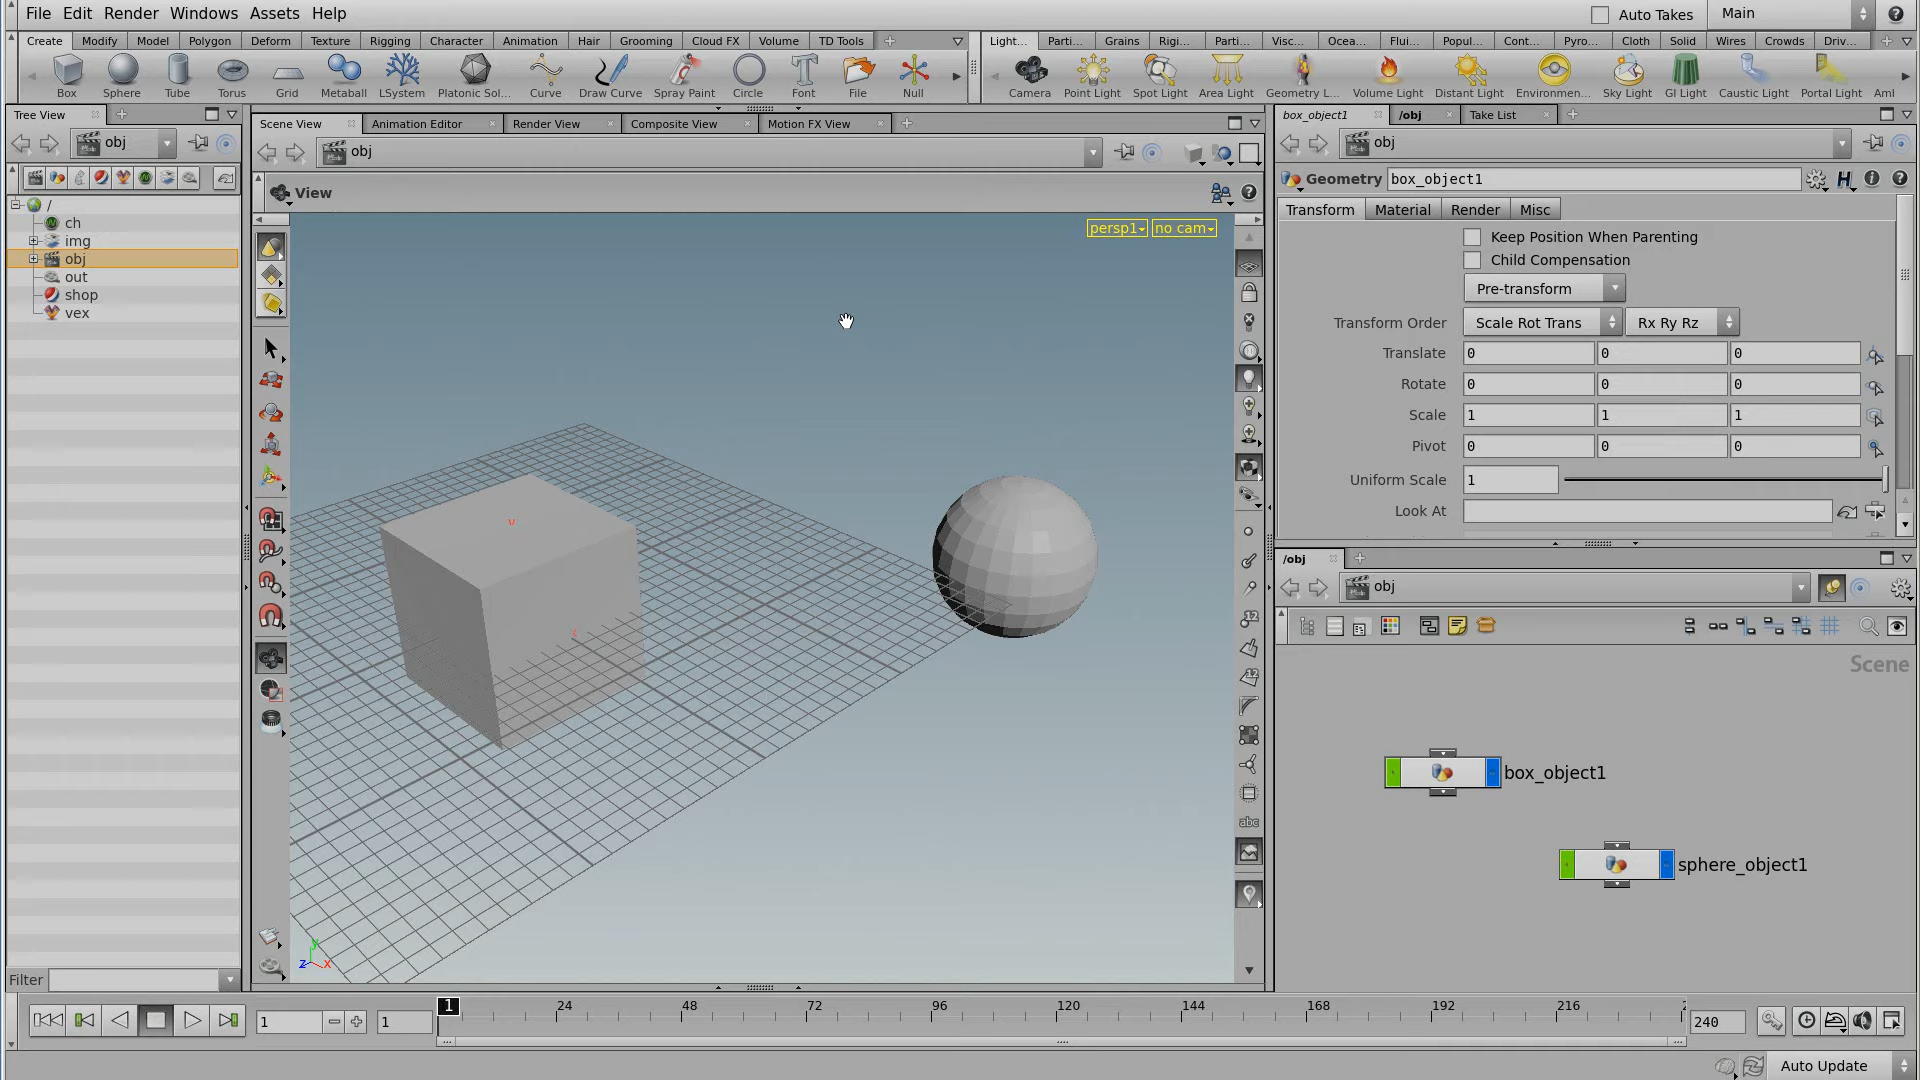 File Edit Render Windows Assets Help
Auto Takes Main
Create Modify Model Polygon Deform Texture Rigging Character Animation Hair Grooming Cloud FX Volume TD Tools
Light... Parti... Grains Rigi... Parti... Visc... Ocea... Flui... Popul... Cont... Pyro... Cloth Solid Wires Crowds Driv...
Box Sphere Tube Torus Grid Metaball LSystem Platonic Sol... Curve Draw Curve Spray Paint Circle Font File Null
Camera Point Light Spot Light Area Light Geometry L... Volume Light Distant Light Environmen... Sky Light GI Light Caustic Light Portal Light Aml
Tree View
obj
/
ch
img
obj
out
shop
vex
Filter
Scene View Animation Editor Render View Composite View Motion FX View
obj
View
persp1 no cam
v
y
z x
12
12
abc
box_object1 /obj Take List
obj
Geometry box_object1
Transform Material Render Misc
Keep Position When Parenting
Child Compensation
Pre-transform
Transform Order Scale Rot Trans Rx Ry Rz
Translate 0 0 0
Rotate 0 0 0
Scale 1 1 1
Pivot 0 0 0
Uniform Scale 1
Look At
/obj
obj
Scene
box_object1
sphere_object1
1 1 1 24 48 72 96 120 144 168 192 216 240
Auto Update